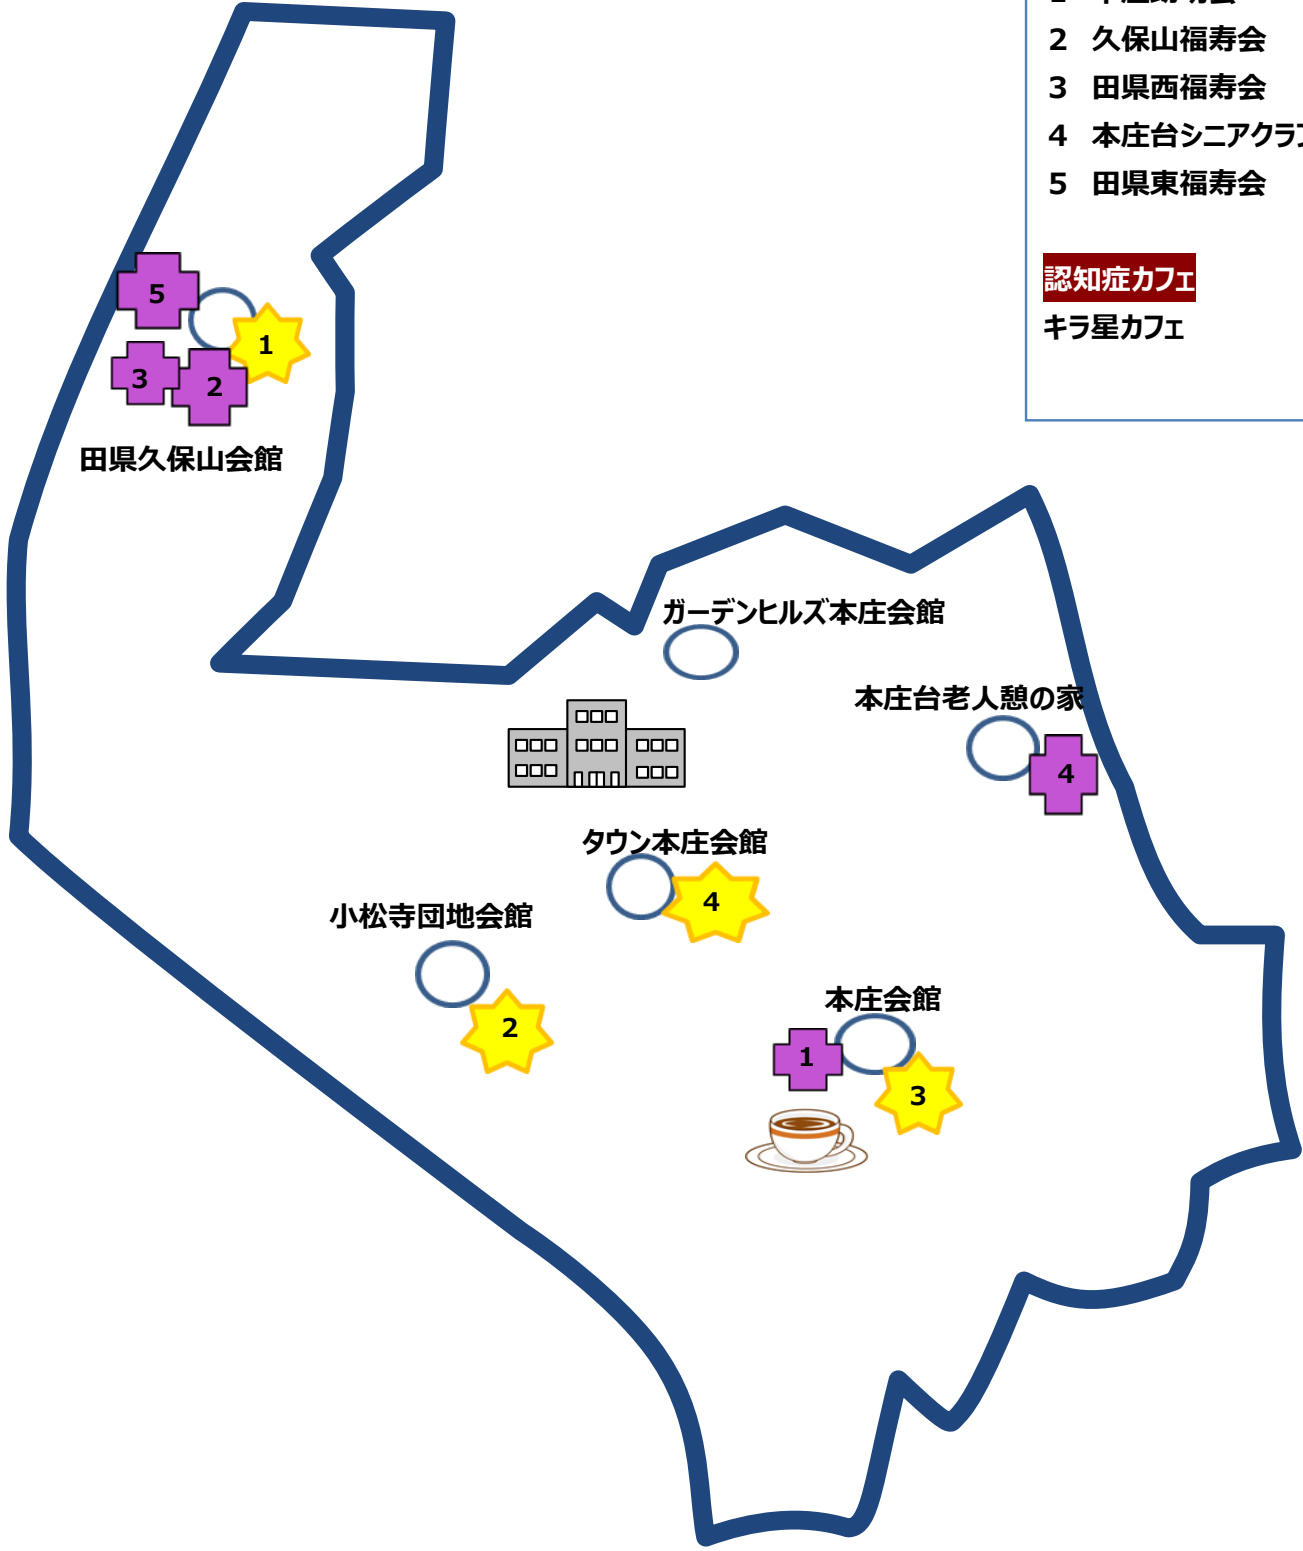 2 久保山福寿会
3 田県西福寿会
4 本庄台シニアクラブ
5 田県東福寿会
認知症カフェ
キラ星カフェ
5
1
3
2
田県久保山会館
ガーデンヒルズ本庄会館
本庄台老人憩の家
4
タウン本庄会館
4
小松寺団地会館
2
本庄会館
1
3